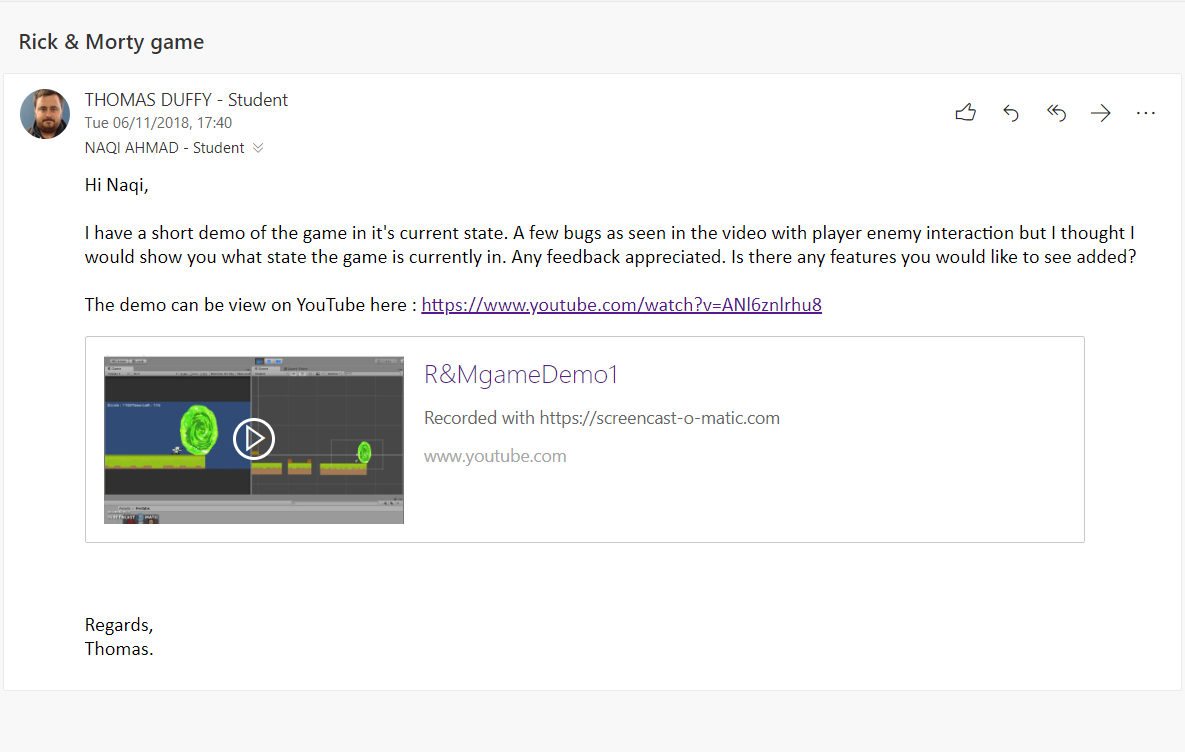 Rick & Morty game
THOMAS DUFFY - Student
Tue 06/11/2018, 17:40
NAQI AHMAD - Student
Hi Naqi,
I have a short demo of the game in it's current state. A few bugs as seen in the video with player enemy interaction but I thought I
would show you what state the game is currently in. Any feedback appreciated. Is there any features you would like to see added?
The demo can be view on YouTube here : https://www.youtube.com/watch?v=ANl6znlrhu8
R&MgameDemo1
Recorded with https://screencast-o-matic.com
www.youtube.com
Regards,
Thomas.